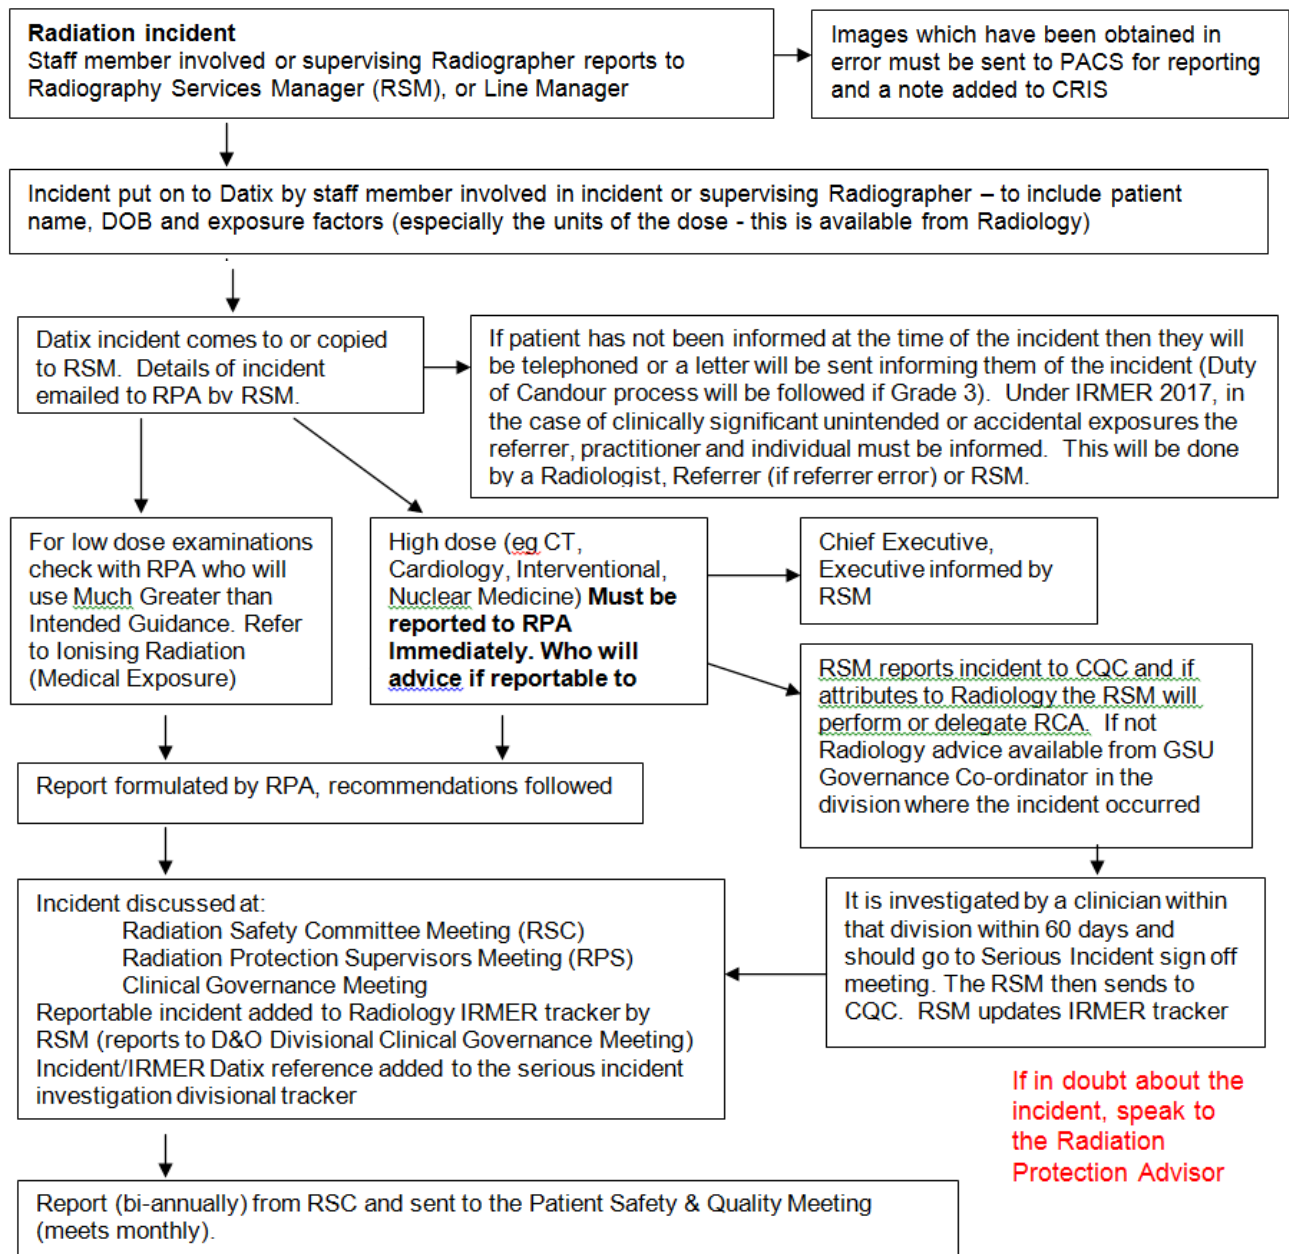 Radiation incident
Staff member involved or supervising Radiographer reports to
Radiography Services Manager (RSM), or Line Manager
Images which have been obtained in
error must be sent to PACS for reporting
and a note added to CRIS
Incident put on to Datix by staff member involved in incident or supervising Radiographer – to include patient
name, DOB and exposure factors (especially the units of the dose - this is available from Radiology)
Datix incident comes to or copied
to RSM. Details of incident
emailed to RPA by RSM.
If patient has not been informed at the time of the incident then they will
be telephoned or a letter will be sent informing them of the incident (Duty
of Candour process will be followed if Grade 3). Under IRMER 2017, in
the case of clinically significant unintended or accidental exposures the
referrer, practitioner and individual must be informed. This will be done
by a Radiologist, Referrer (if referrer error) or RSM.
For low dose examinations
check with RPA who will
use Much Greater than
Intended Guidance. Refer
to Ionising Radiation
(Medical Exposure)
High dose (eg CT,
Cardiology, Interventional,
Nuclear Medicine) Must be
reported to RPA
Immediately. Who will
advice if reportable to
Chief Executive,
Executive informed by
RSM
RSM reports incident to CQC and if
attributes to Radiology the RSM will
perform or delegate RCA. If not
Radiology advice available from GSU
Governance Co-ordinator in the
division where the incident occurred
Report formulated by RPA, recommendations followed
It is investigated by a clinician within
that division within 60 days and
should go to Serious Incident sign off
meeting. The RSM then sends to
CQC. RSM updates IRMER tracker
Incident discussed at:
Radiation Safety Committee Meeting (RSC)
Radiation Protection Supervisors Meeting (RPS)
Clinical Governance Meeting
Reportable incident added to Radiology IRMER tracker by
RSM (reports to D&O Divisional Clinical Governance Meeting)
Incident/IRMER Datix reference added to the serious incident
investigation divisional tracker
If in doubt about the
incident, speak to
the Radiation
Protection Advisor
Report (bi-annually) from RSC and sent to the Patient Safety & Quality Meeting
(meets monthly).